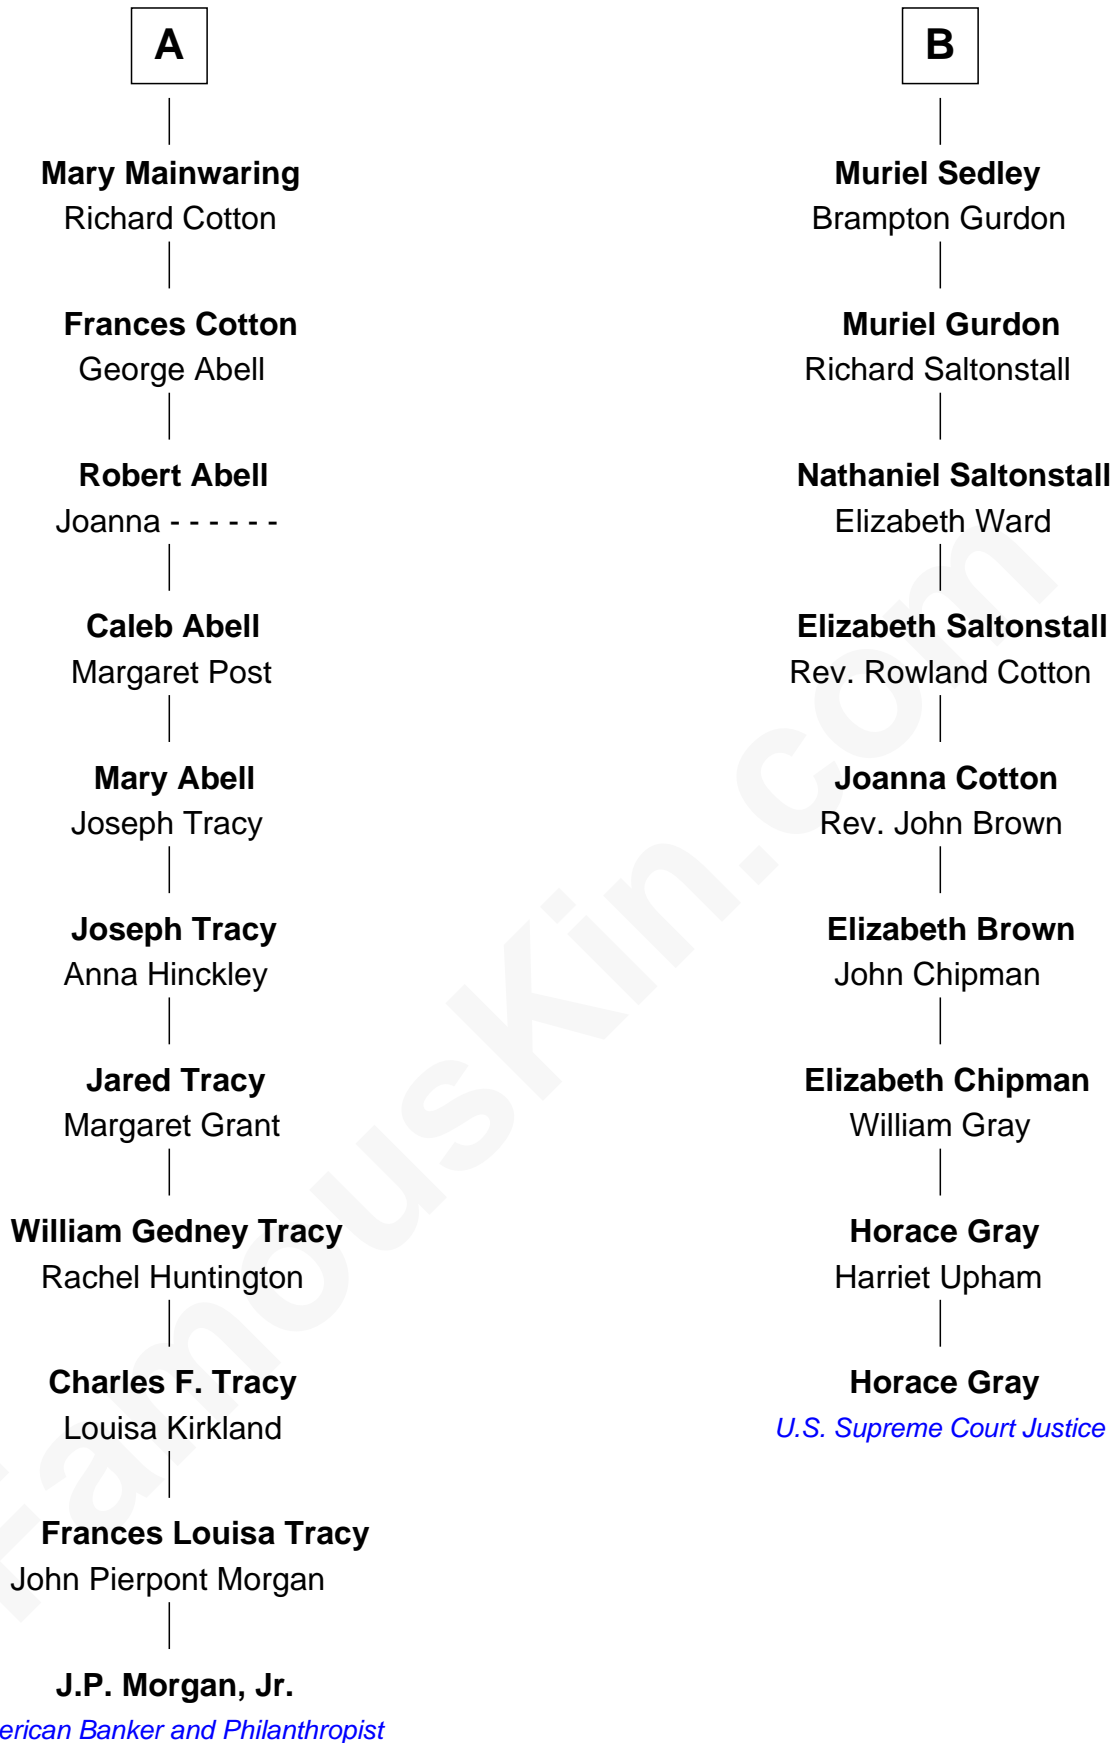 A
Mary Mainwaring
Richard Cotton
Frances Cotton
George Abell
Robert Abell
Joanna - - - - - -
Caleb Abell
Margaret Post
Mary Abell
Joseph Tracy
Joseph Tracy
Anna Hinckley
Jared Tracy
Margaret Grant
William Gedney Tracy
Rachel Huntington
Charles F. Tracy
Louisa Kirkland
Frances Louisa Tracy
John Pierpont Morgan
J.P. Morgan, Jr.
erican Banker and Philanthropist
B
Muriel Sedley
Brampton Gurdon
Muriel Gurdon
Richard Saltonstall
Nathaniel Saltonstall
Elizabeth Ward
Elizabeth Saltonstall
Rev. Rowland Cotton
Joanna Cotton
Rev. John Brown
Elizabeth Brown
John Chipman
Elizabeth Chipman
William Gray
Horace Gray
Harriet Upham
Horace Gray
U.S. Supreme Court Justice
FamousKin.com